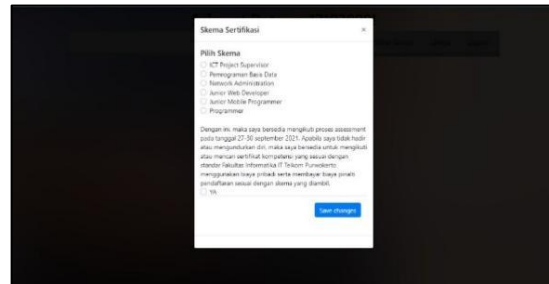 Skema Sertifikasi ×
Pilih Skema
ICT Project Supervisor
Pemrograman Basis Data
Network Administration
Junior Web Developer
Junior Mobile Programmer
Programmer
Dengan ini, maka saya bersedia mengikuti proses assessment
pada tanggal 27-30 september 2021. Apabila saya tidak hadir
atau mengundurkan diri, maka saya bersedia untuk mengikuti
atau mencari sertifikat kompetensi yang sesuai dengan
standar Fakultas Informatika IT Telkom Purwokerto
menggunakan biaya pribadi serta membayar biaya pinalti
pendaftaran sesuai dengan skema yang diambil.
YA
Save changes